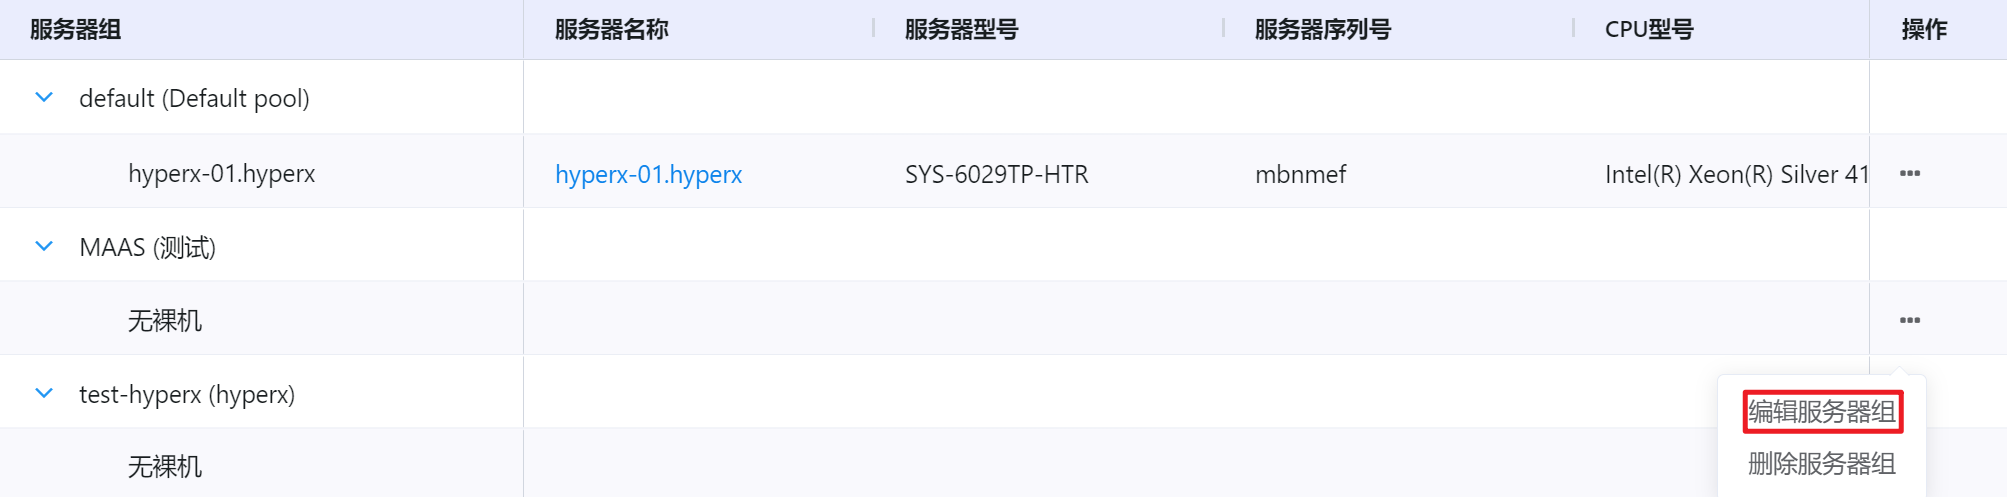 服务器组 服务器名称 服务器型号 服务器序列号 CPU型号 操作
default (Default pool)
hyperx-01.hyperx hyperx-01.hyperx SYS-6029TP-HTR mbnmef Intel(R) Xeon(R) Silver 41
MAAS (测试)
无裸机
test-hyperx (hyperx)
编辑服务器组
无裸机
删除服务器组